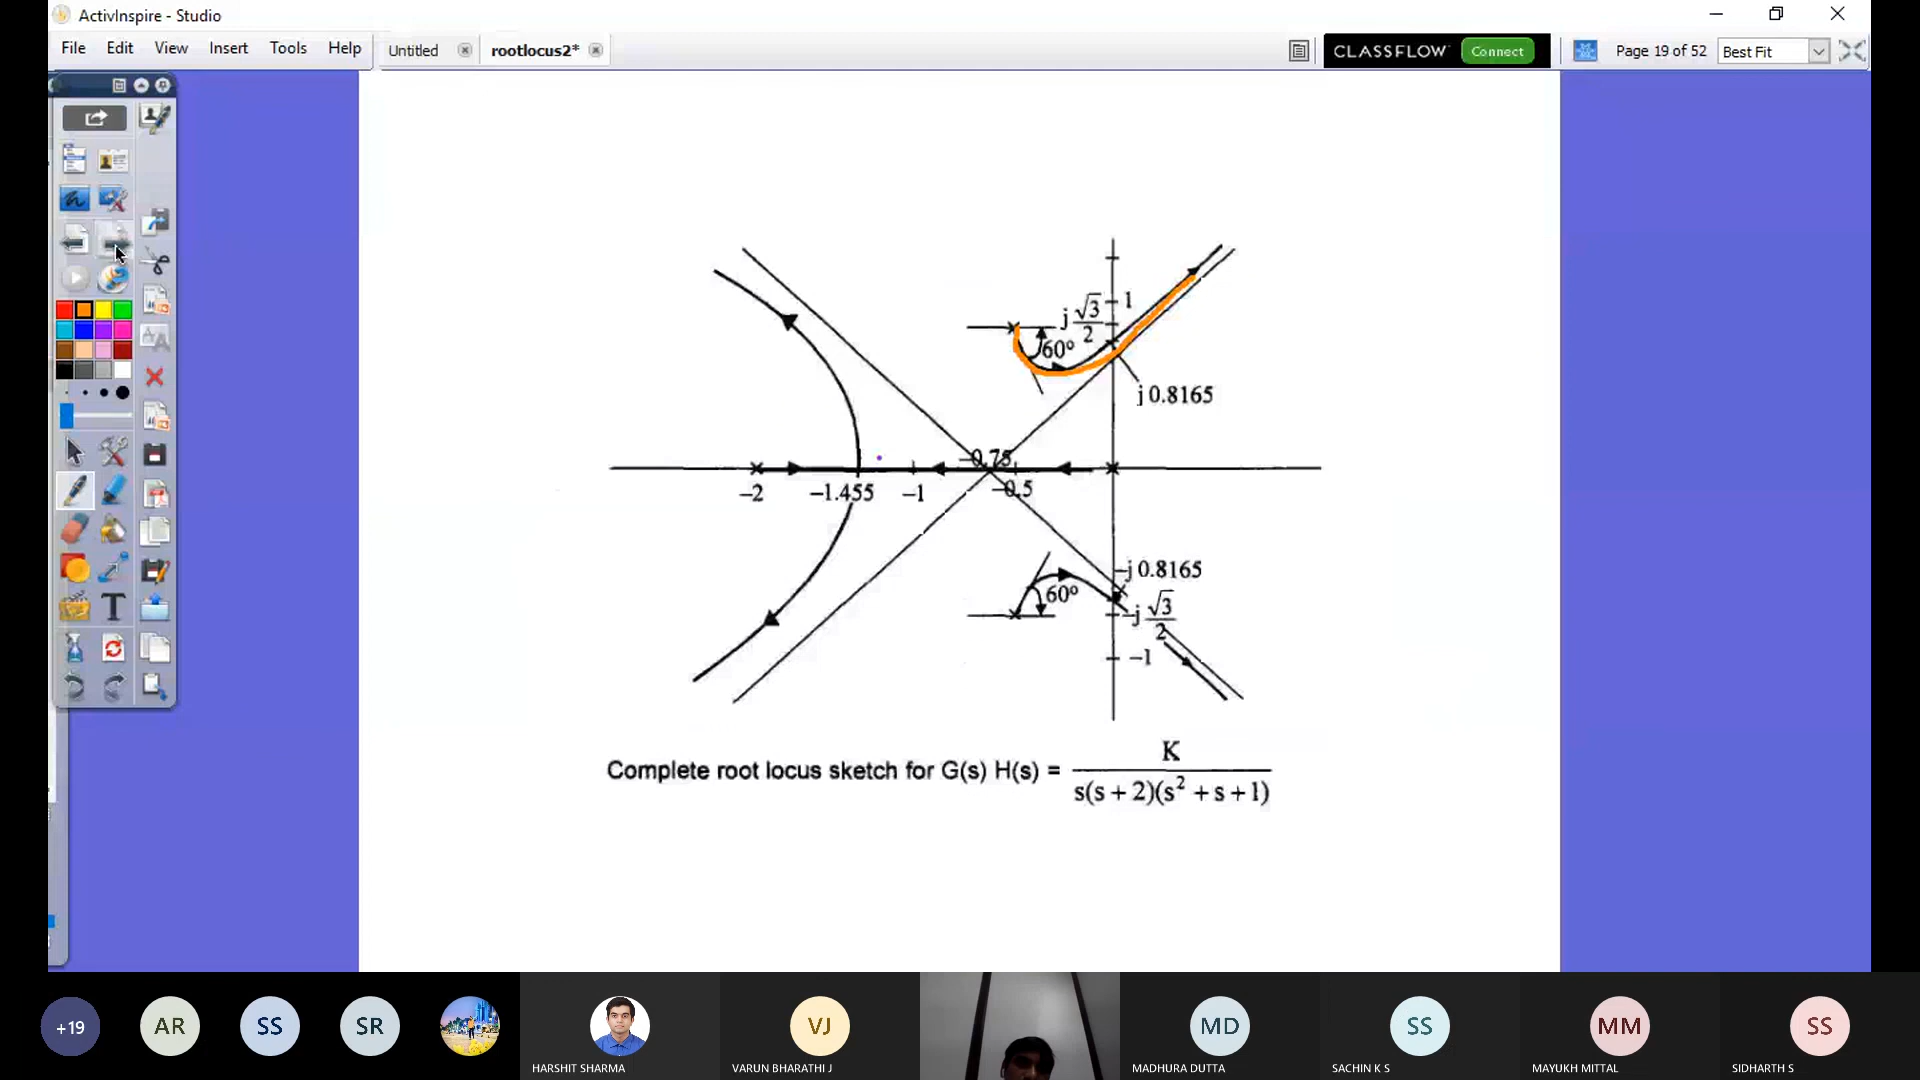 ActivInspire - Studio
File Edit View Insert Tools Help
Untitled
rootlocus2*
CLASSFLOW
Connect
Page 19 of 52
Best Fit
j √3/2
1
60º
j 0.8165
–0.75
–2
–1.455
–1
–0.5
–j 0.8165
60º
–j √3/2
–1
Complete root locus sketch for G(s) H(s) = K / s(s + 2)(s² + s + 1)
+19
AR
SS
SR
VJ
MD
SS
MM
SS
HARSHIT SHARMA
VARUN BHARATHI J
MADHURA DUTTA
SACHIN K S
MAYUKH MITTAL
SIDHARTH S